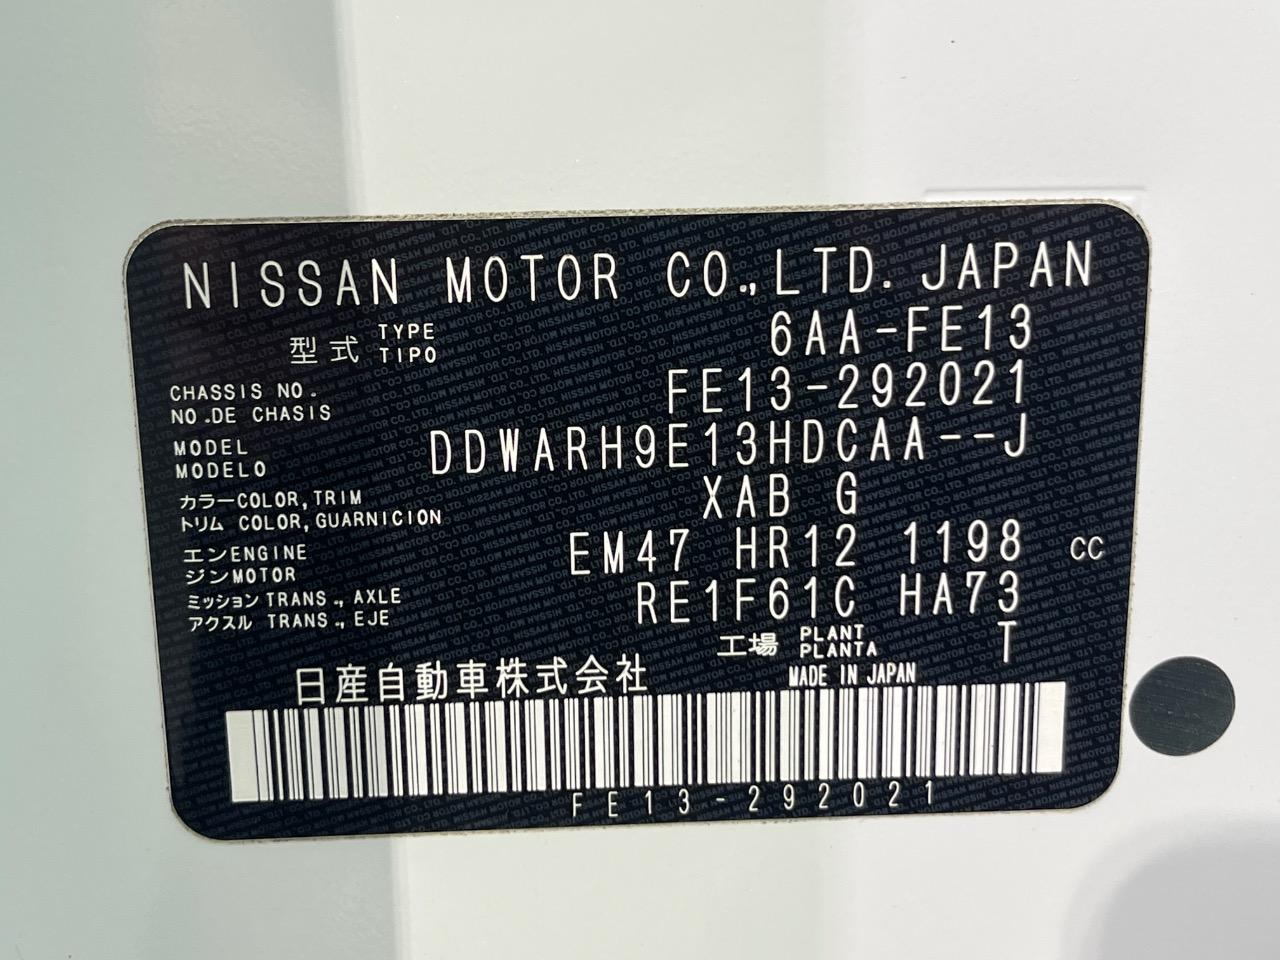 NISSAN MOTOR CO.,LTD. JAPAN
型式 TYPE TIPO 6AA-FE13
CHASSIS NO.
NO.DE CHASIS FE13-292021
MODEL
MODELO DDWARH9E13HDCAA--J
カラーCOLOR,TRIM
トリム COLOR,GUARNICION XAB G
エンENGINE
ジンMOTOR EM47 HR12 1198 CC
ミッションTRANS.,AXLE
アクスル TRANS.,EJE RE1F61C HA73
工場 PLANT PLANTA T
日産自動車株式会社 MADE IN JAPAN
FE13-292021